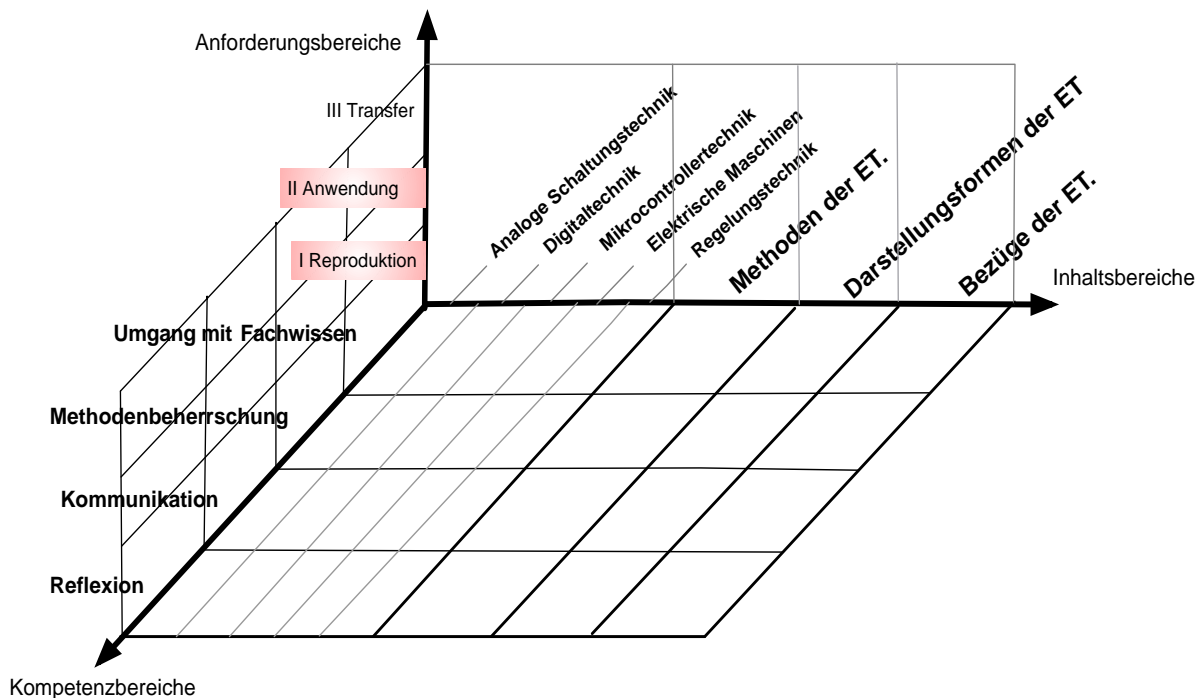 Anforderungsbereiche
III Transfer
II Anwendung
I Reproduktion
Analoge Schaltungstechnik
Digitaltechnik
Mikrocontrollertechnik
Elektrische Maschinen
Regelungstechnik
Methoden der ET.
Darstellungsformen der ET
Bezüge der ET.
Inhaltsbereiche
Umgang mit Fachwissen
Methodenbeherrschung
Kommunikation
Reflexion
Kompetenzbereiche